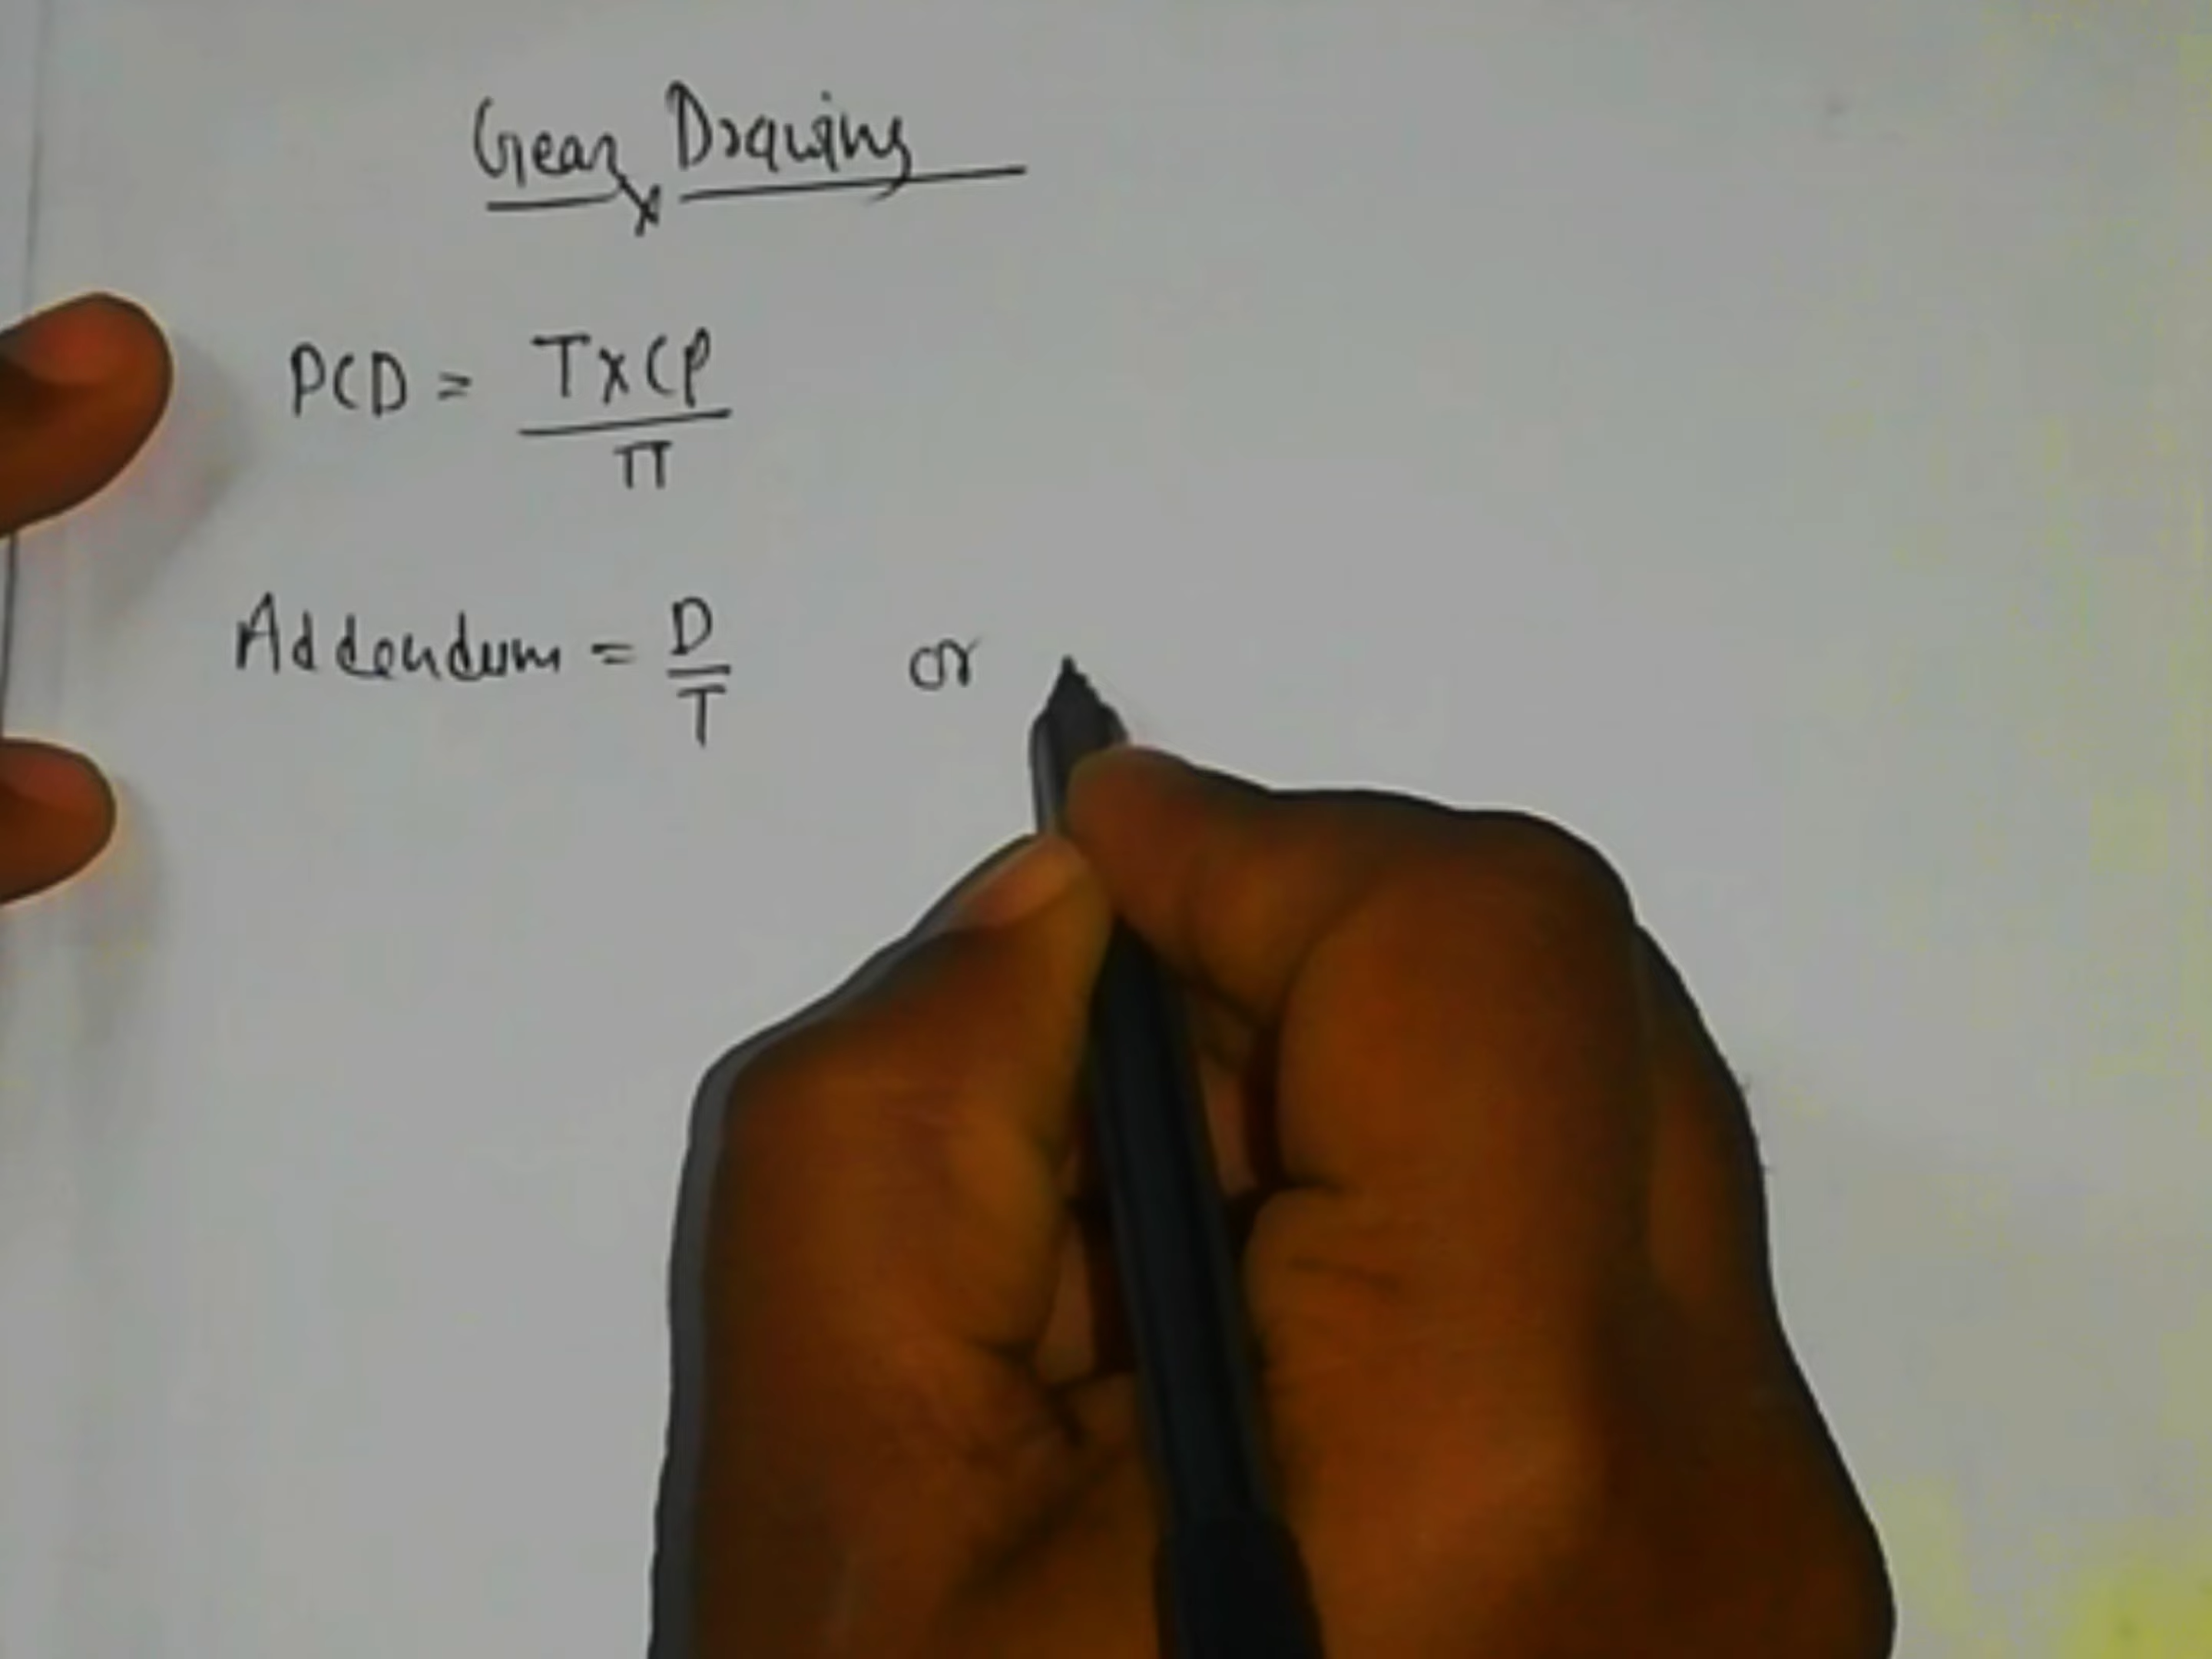 Gear Drawing
PCD = T×CP/π
Addendum = D/T or